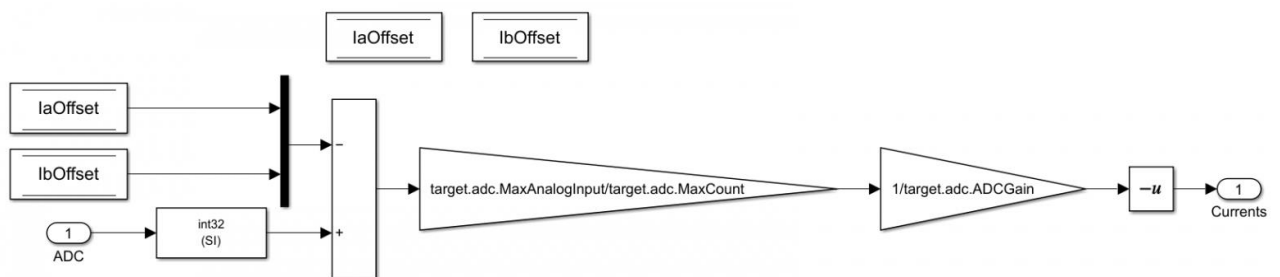 IaOffset
IbOffset
IaOffset
IbOffset
−
+
1
ADC
int32
(SI)
target.adc.MaxAnalogInput/target.adc.MaxCount
1/target.adc.ADCGain
−u
1
Currents